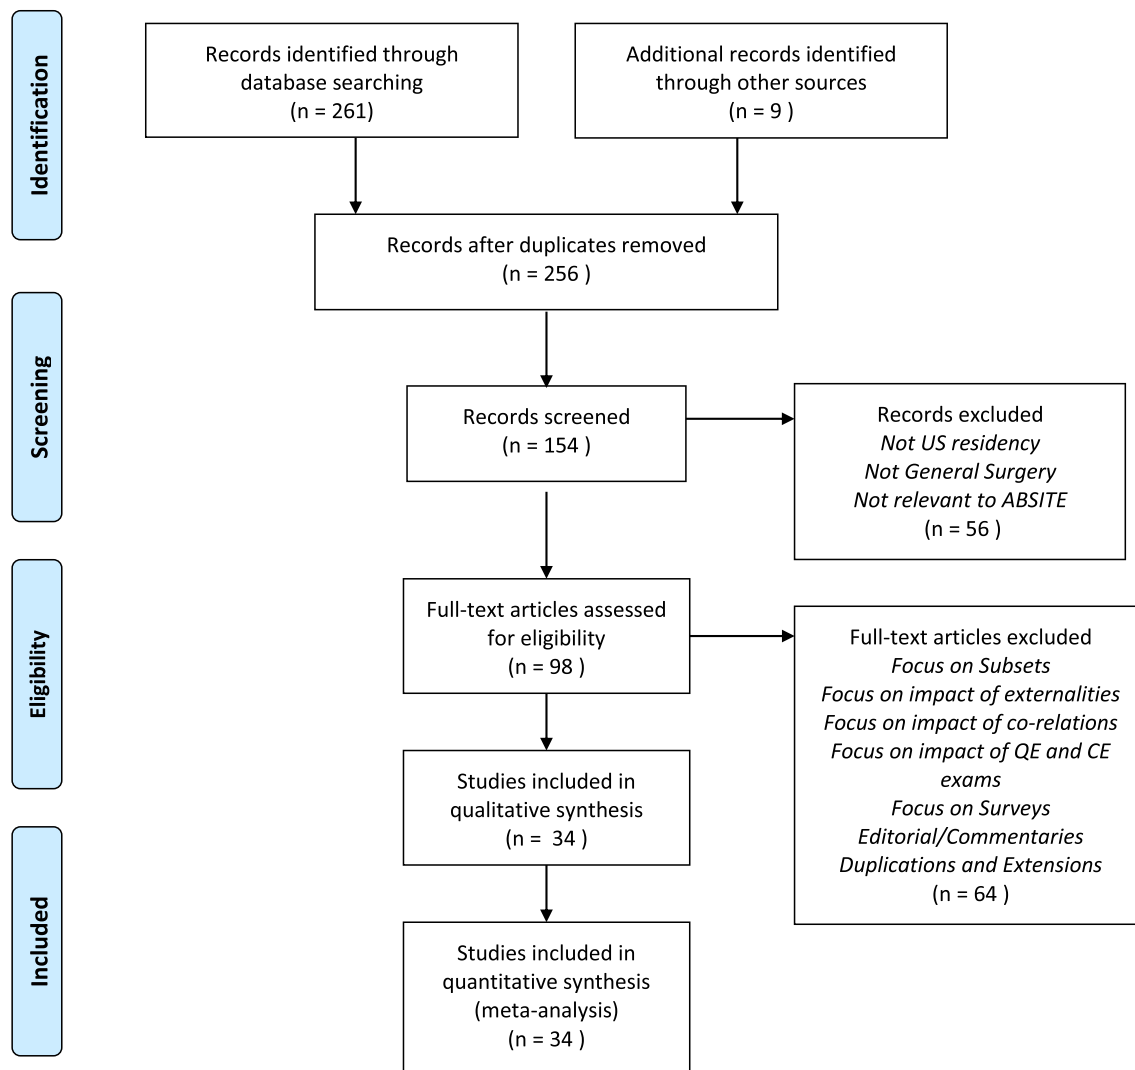 Identification
Records identified through
database searching
(n = 261)
Additional records identified
through other sources
(n = 9 )
Records after duplicates removed
(n = 256 )
Screening
Records screened
(n = 154 )
Records excluded
Not US residency
Not General Surgery
Not relevant to ABSITE
(n = 56 )
Eligibility
Full-text articles assessed
for eligibility
(n = 98 )
Full-text articles excluded
Focus on Subsets
Focus on impact of externalities
Focus on impact of co-relations
Focus on impact of QE and CE
exams
Focus on Surveys
Editorial/Commentaries
Duplications and Extensions
(n = 64 )
Studies included in
qualitative synthesis
(n =  34 )
Included
Studies included in
quantitative synthesis
(meta-analysis)
(n = 34 )